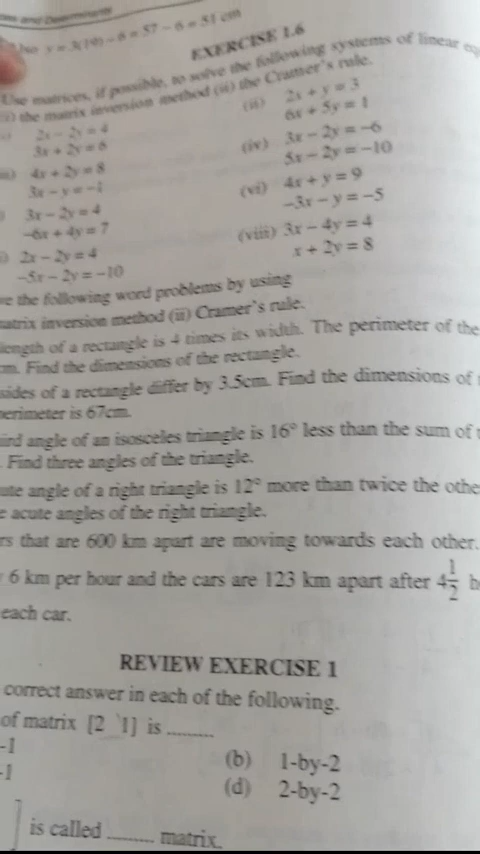 y = 3(19) - 6 = 57 - 6 = 51 cm
EXERCISE 1.6
Use matrices, if possible, to solve the following systems of linear
the matrix inversion method (ii) the Cramer's rule.
2x - 2y = 4
(ii) 2x + y = 3
3x + 2y = 6
6x + 5y = 1
4x + 2y = 8
(iv) 3x - 2y = -6
3x - y = -1
5x - 2y = -10
3x - 2y = 4
(vi) 4x + y = 9
-6x + 4y = 7
-3x - y = -5
2x - 2y = 4
(viii) 3x - 4y = 4
-5x - 2y = -10
x + 2y = 8
the following word problems by using
matrix inversion method (ii) Cramer's rule.
length of a rectangle is 4 times its width. The perimeter of the
Find the dimensions of the rectangle.
sides of a rectangle differ by 3.5cm. Find the dimensions of
perimeter is 67cm.
angle of an isosceles triangle is 16° less than the sum of
Find three angles of the triangle.
angle of a right triangle is 12° more than twice the
acute angles of the right triangle.
that are 600 km apart are moving towards each other.
6 km per hour and the cars are 123 km apart after 4 1/2
each car.
REVIEW EXERCISE 1
correct answer in each of the following.
of matrix [2 1] is ..........
-1
(b) 1-by-2
-1
(d) 2-by-2
is called .......... matrix.